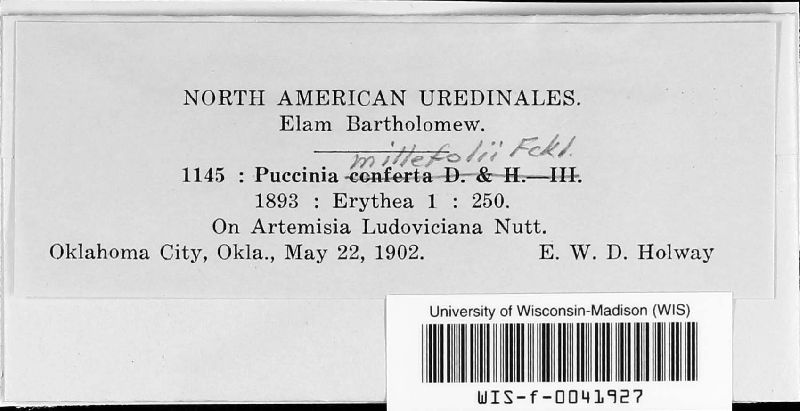 NORTH AMERICAN UREDINALES.
Elam Bartholomew.
millefolii Fckl.
1145 : Puccinia conferta D. & H.—III.
1893 : Erythea 1 : 250.
On Artemisia Ludoviciana Nutt.
Oklahoma City, Okla., May 22, 1902. E. W. D. Holway
University of Wisconsin-Madison (WIS)
WIS-f-0041927